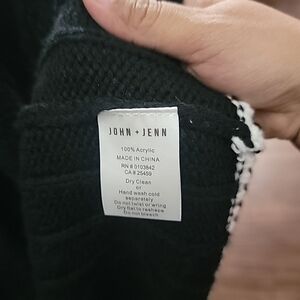 JOHN + JENN
100% Acrylic
MADE IN CHINA
RN # 0103842
CA # 25459
Dry Clean
or
Hand wash cold
separately
Do not twist or wring
Dry flat to reshape
Do not bleach